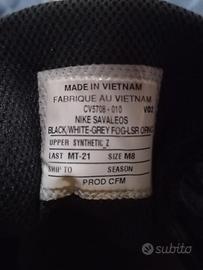 MADE IN VIETNAM
FABRIQUE AU VIETNAM
CV5708-010 V02
NIKE SAVALEOS
BLACK/WHITE-GREY FOG-LSR ORNG
UPPER SYNTHETIC_Z
LAST MT-21 SIZE M8
SHIP TO SEASON
PROD CFM
subito